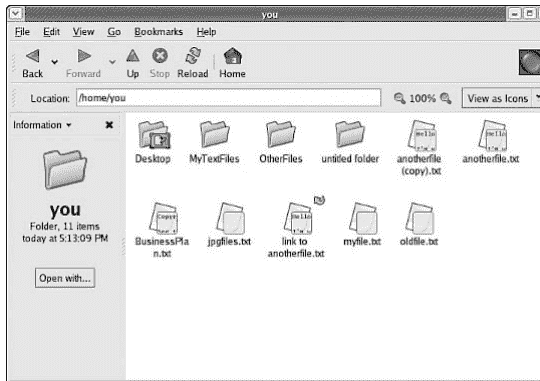 you
File Edit View Go Bookmarks Help
Back Forward Up Stop Reload Home
Location: /home/you 100% View as Icons
Information
Desktop MyTextFiles OtherFiles untitled folder anotherfile (copy).txt anotherfile.txt
you
Folder, 11 items
today at 5:13:09 PM
BusinessPlan.txt jpgfiles.txt link to anotherfile.txt myfile.txt oldfile.txt
Open with...